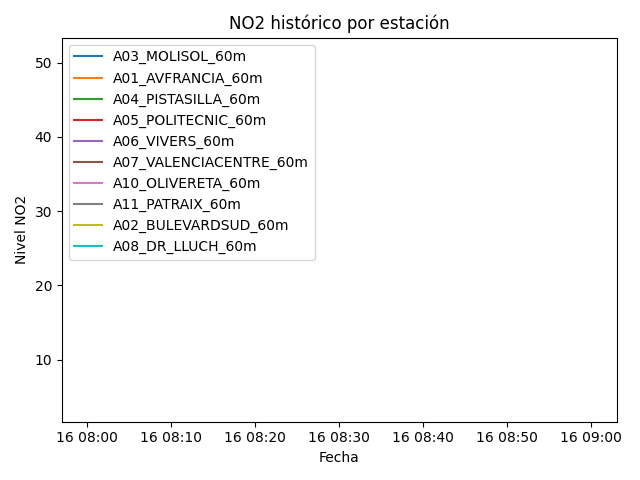 NO2 histórico por estación
Nivel NO2
50
40
30
20
10
A03_MOLISOL_60m
A01_AVFRANCIA_60m
A04_PISTASILLA_60m
A05_POLITECNIC_60m
A06_VIVERS_60m
A07_VALENCIACENTRE_60m
A10_OLIVERETA_60m
A11_PATRAIX_60m
A02_BULEVARDSUD_60m
A08_DR_LLUCH_60m
16 08:00 16 08:10 16 08:20 16 08:30 16 08:40 16 08:50 16 09:00
Fecha